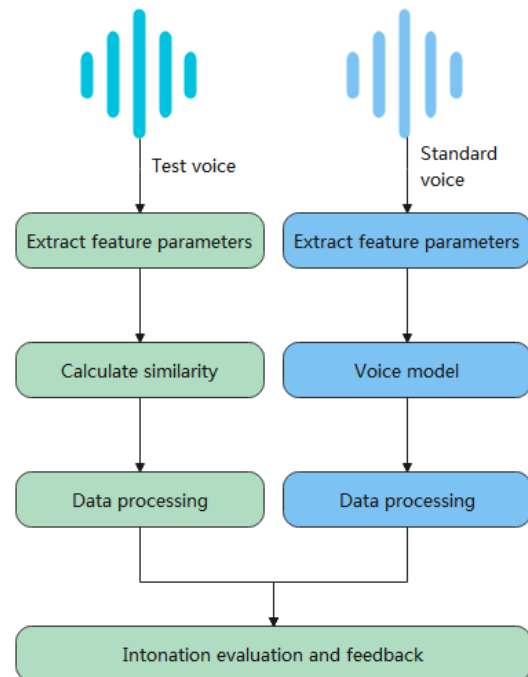 Test voice
Standard
voice
Extract feature parameters
Extract feature parameters
Calculate similarity
Voice model
Data processing
Data processing
Intonation evaluation and feedback